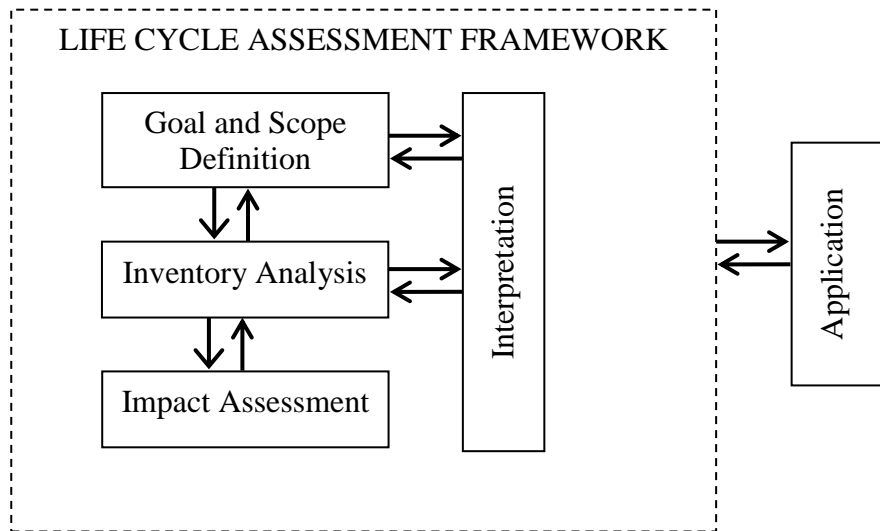 LIFE CYCLE ASSESSMENT FRAMEWORK
Goal and Scope
Definition
Inventory Analysis
Impact Assessment
Interpretation
Application